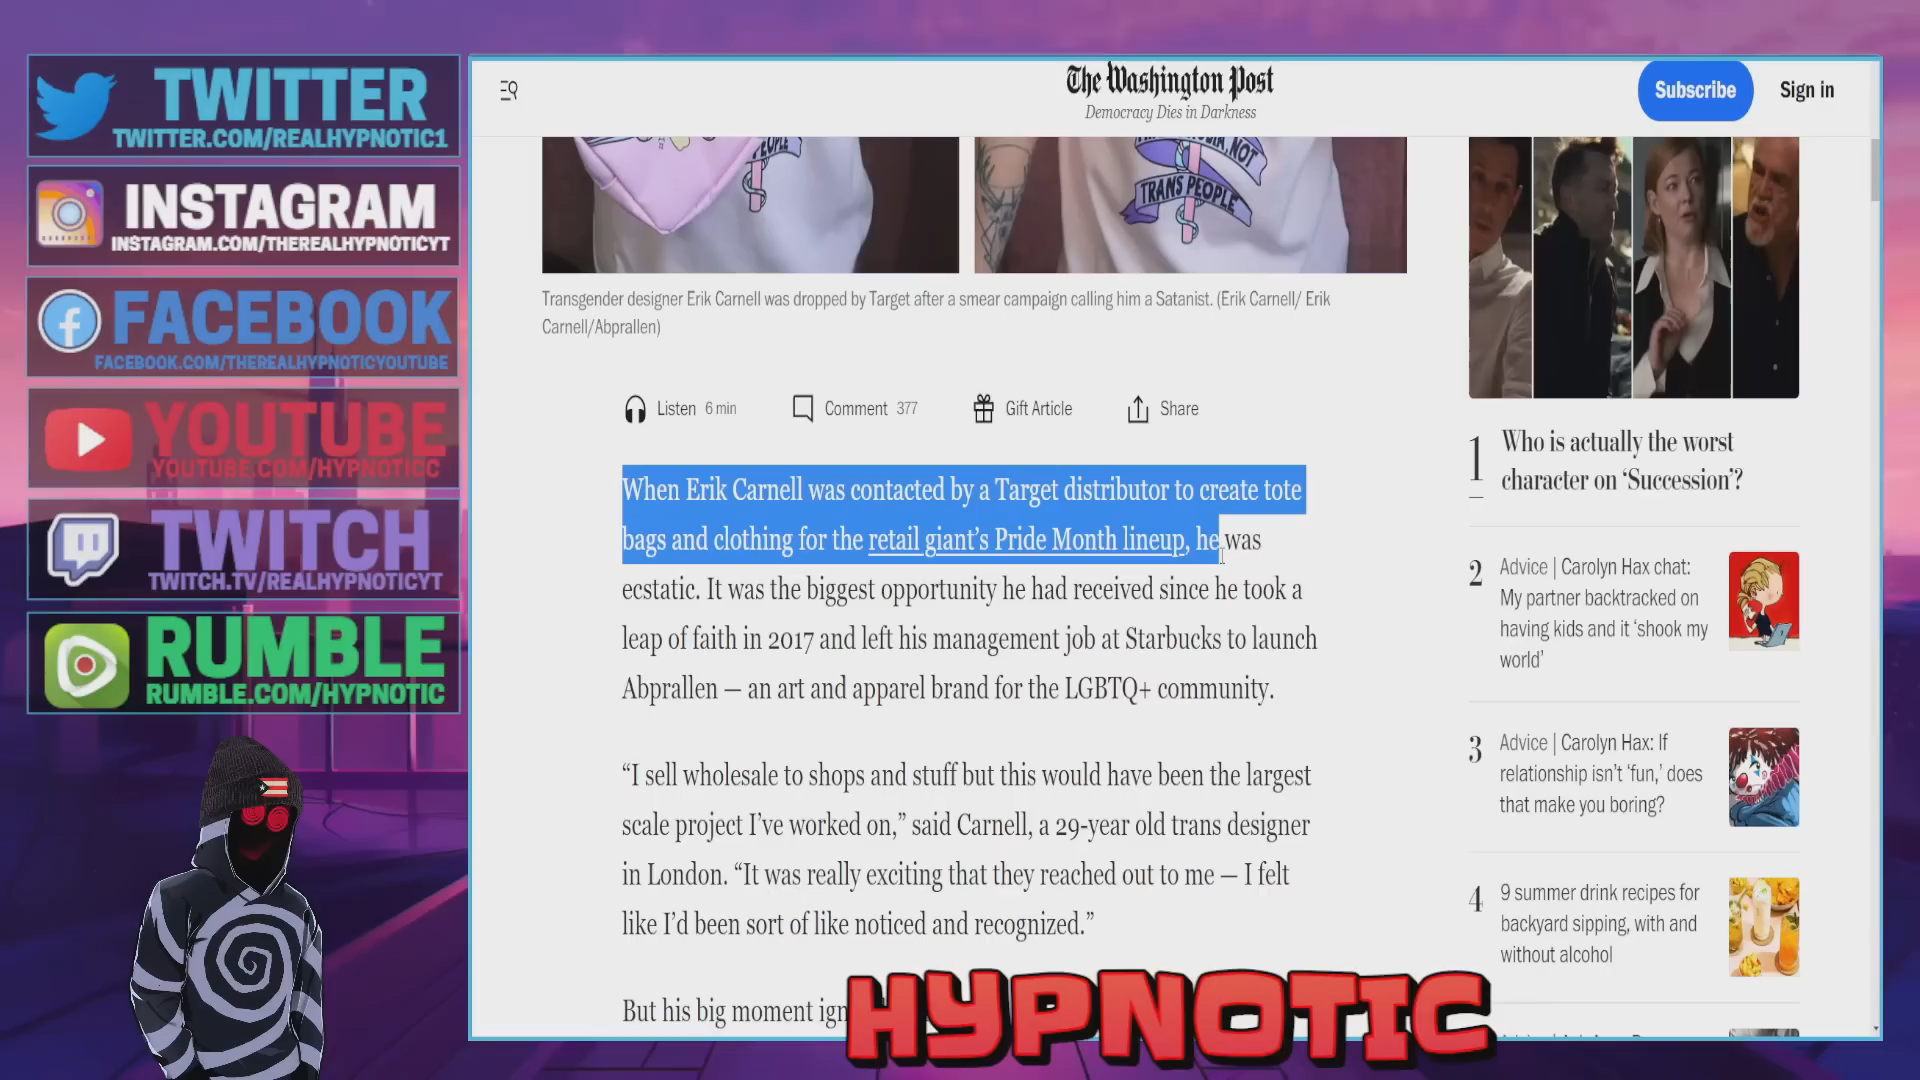 TWITTER
TWITTER.COM/REALHYPNOTIC1
INSTAGRAM
INSTAGRAM.COM/THEREALHYPNOTICYT
FACEBOOK
FACEBOOK.COM/THEREALHYPNOTICYOUTUBE
YOUTUBE
YOUTUBE.COM/HYPNOTICC
TWITCH
TWITCH.TV/REALHYPNOTICYT
RUMBLE
RUMBLE.COM/HYPNOTIC
The Washington Post
Democracy Dies in Darkness
Subscribe
Sign in
PEOPLE
NOT
TRANS PEOPLE
Transgender designer Erik Carnell was dropped by Target after a smear campaign calling him a Satanist. (Erik Carnell/ Erik
Carnell/Abprallen)
Listen 6 min
Comment 377
Gift Article
Share
When Erik Carnell was contacted by a Target distributor to create tote
bags and clothing for the retail giant’s Pride Month lineup, he was
ecstatic. It was the biggest opportunity he had received since he took a
leap of faith in 2017 and left his management job at Starbucks to launch
Abprallen — an art and apparel brand for the LGBTQ+ community.
“I sell wholesale to shops and stuff but this would have been the largest
scale project I’ve worked on,” said Carnell, a 29-year old trans designer
in London. “It was really exciting that they reached out to me — I felt
like I’d been sort of like noticed and recognized.”
But his big moment
HYPNOTIC
1
Who is actually the worst
character on ‘Succession’?
2
Advice | Carolyn Hax chat:
My partner backtracked on
having kids and it ‘shook my
world’
3
Advice | Carolyn Hax: If
relationship isn’t ‘fun,’ does
that make you boring?
4
9 summer drink recipes for
backyard sipping, with and
without alcohol